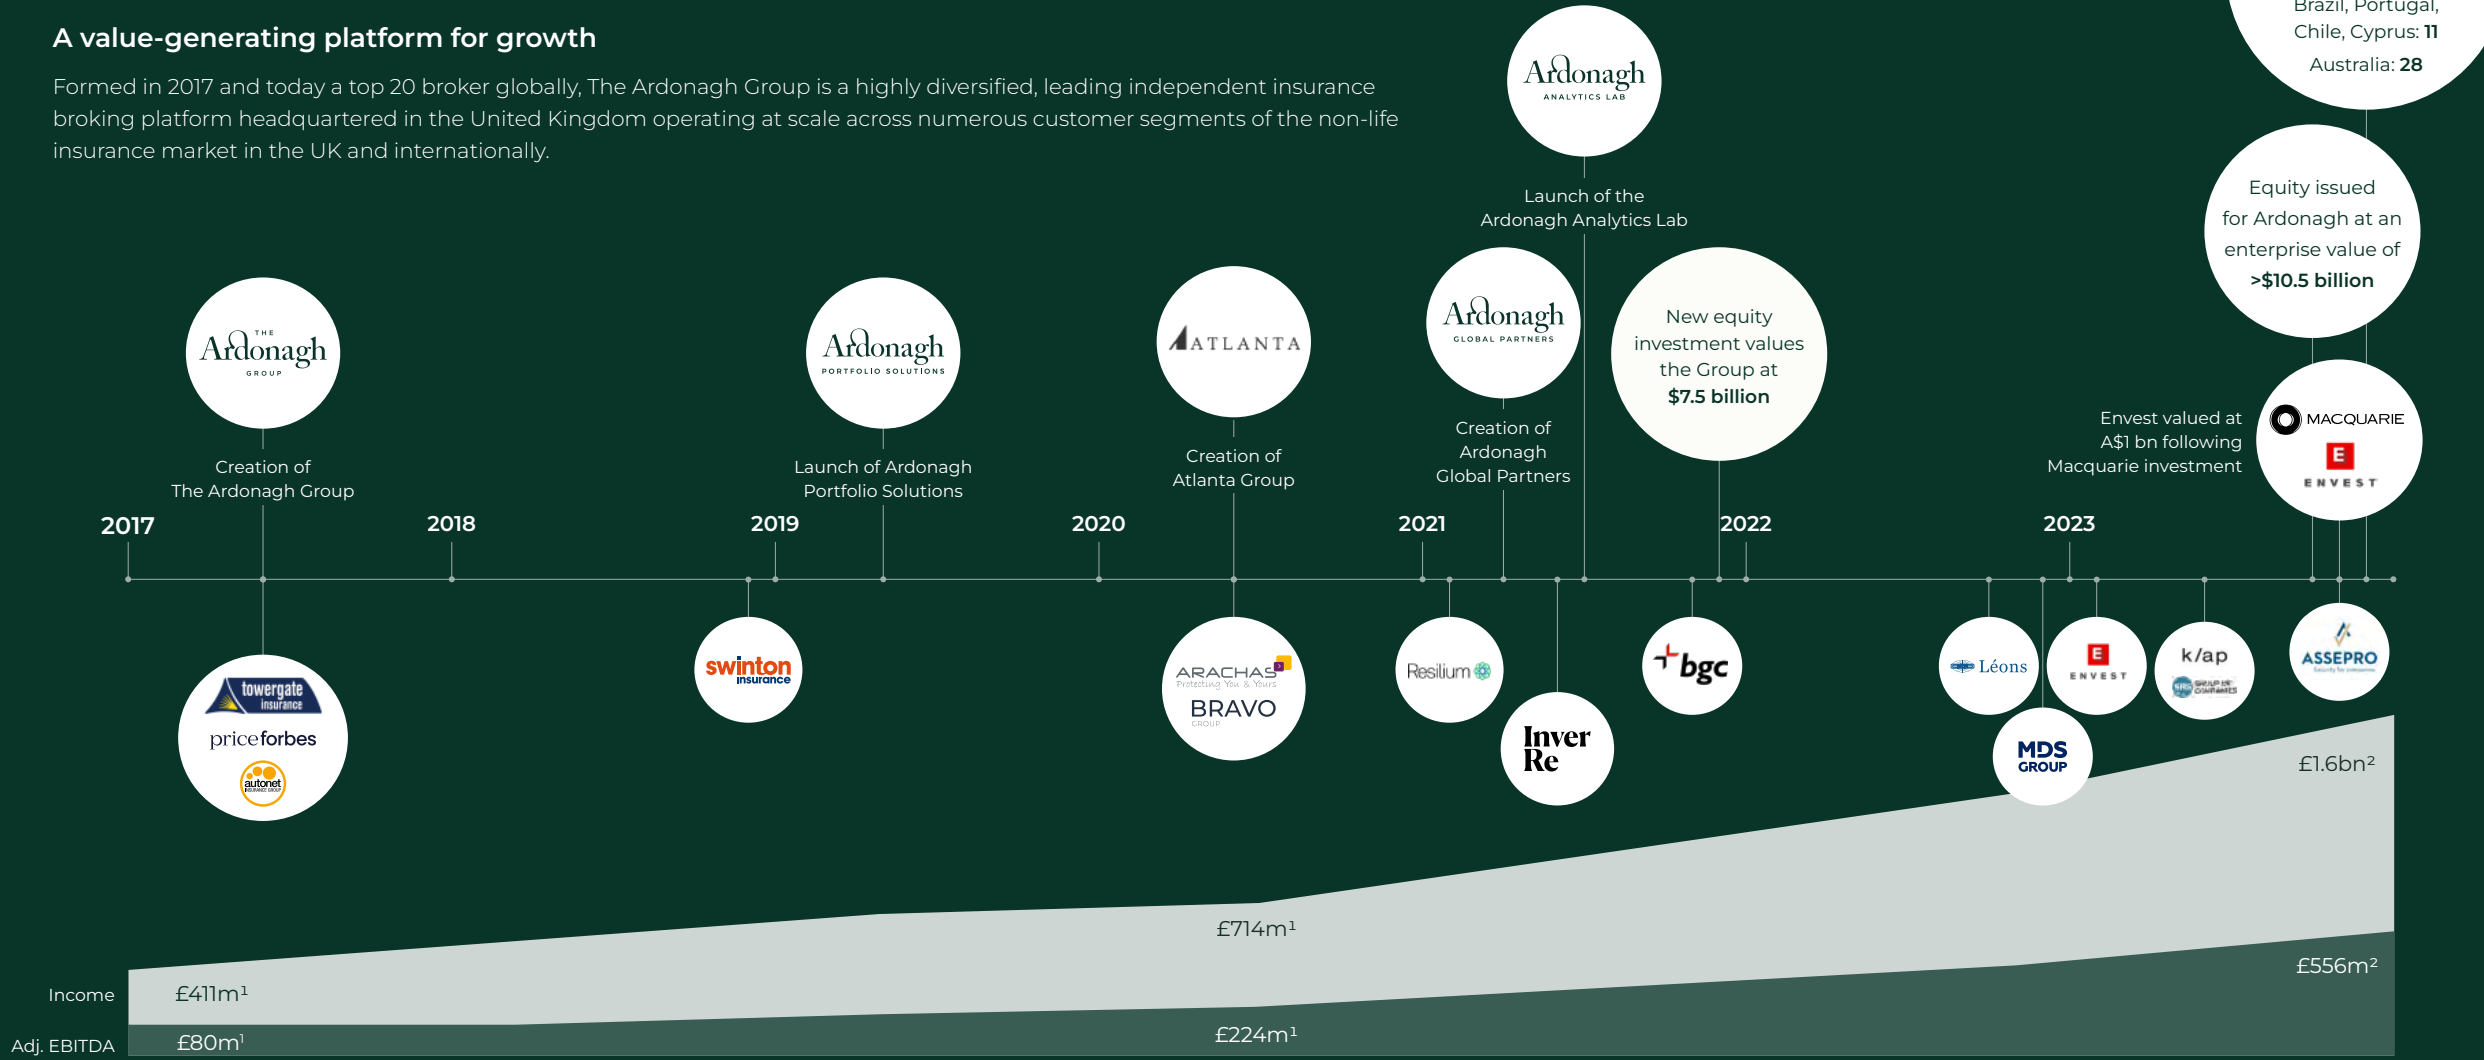 A value-generating platform for growth
Formed in 2017 and today a top 20 broker globally, The Ardonagh Group is a highly diversified, leading independent insurance
broking platform headquartered in the United Kingdom operating at scale across numerous customer segments of the non-life
insurance market in the UK and internationally.
Brazil, Portugal,
Chile, Cyprus: 11
Australia: 28
Ardonagh
ANALYTICS LAB
Launch of the
Ardonagh Analytics Lab
Equity issued
for Ardonagh at an
enterprise value of
>$10.5 billion
THE
Ardonagh
GROUP
Creation of
The Ardonagh Group
Ardonagh
PORTFOLIO SOLUTIONS
Launch of Ardonagh
Portfolio Solutions
ATLANTA
Creation of
Atlanta Group
Ardonagh
GLOBAL PARTNERS
Creation of
Ardonagh
Global Partners
New equity
investment values
the Group at
$7.5 billion
Envest valued at
A$1 bn following
Macquarie investment
MACQUARIE
E
ENVEST
2017
2018
2019
2020
2021
2022
2023
towergate
insurance
priceforbes
autonet
INSURANCE GROUP
swinton
insurance
ARACHAS
Protecting You & Yours
BRAVO
GROUP
Resilium
Inver
Re
bgc
Léons
MDS
GROUP
E
ENVEST
k/ap
SRG GROUP OF
COMPANIES
ASSEPRO
Income
£411m¹
£714m¹
£1.6bn²
Adj. EBITDA
£80m¹
£224m¹
£556m²